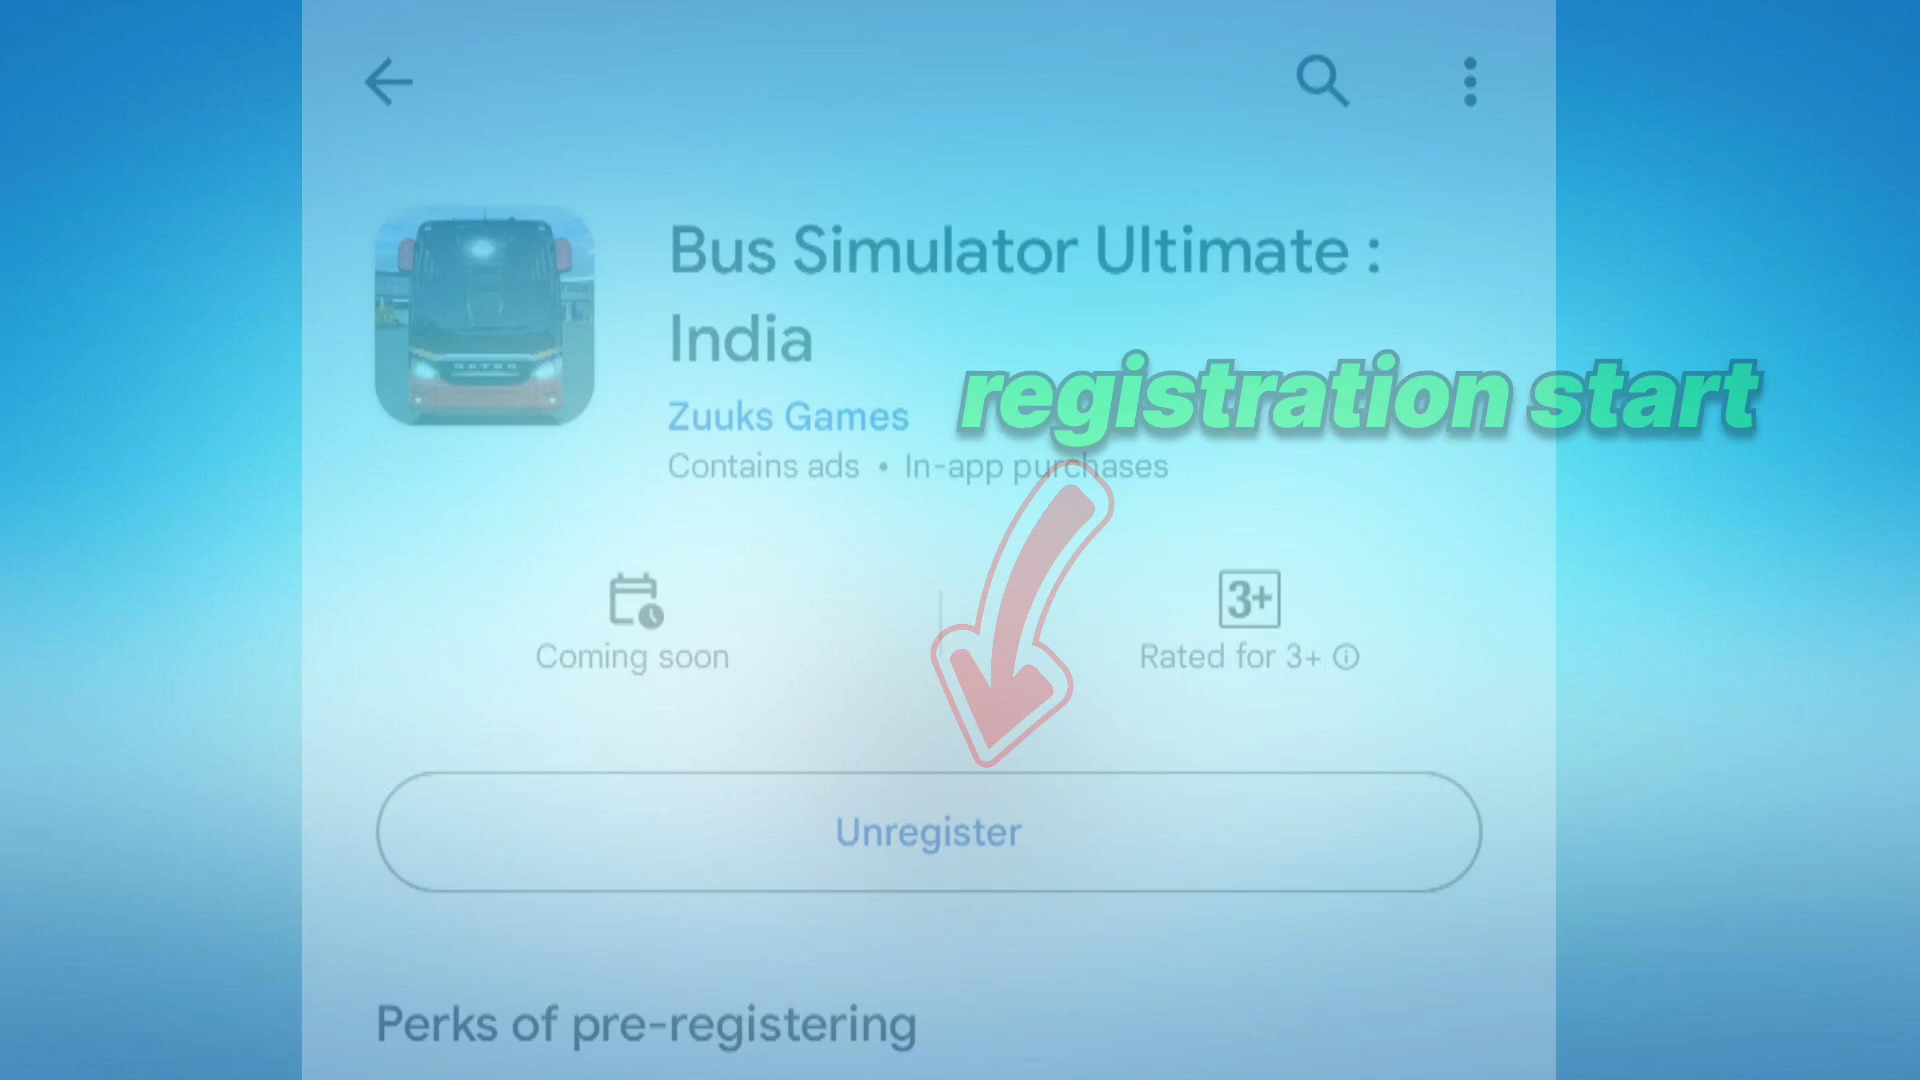 Bus Simulator Ultimate :
India
Zuuks Games
registration start
Contains ads • In-app purchases
3+
Coming soon
Rated for 3+
Unregister
Perks of pre-registering